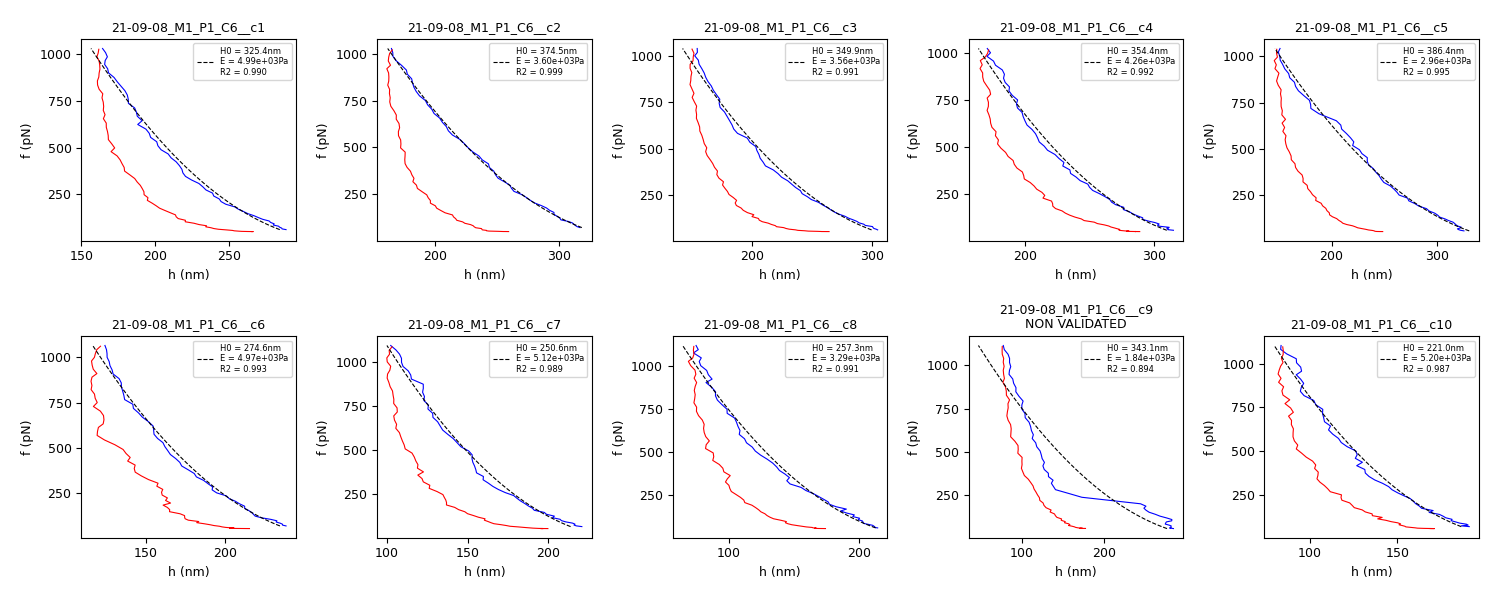 21-09-08_M1_P1_C6__c1
H0 = 325.4nm
E = 4.99e+03Pa
R2 = 0.990
1000
750
500
250
f (pN)
150 200 250
h (nm)
21-09-08_M1_P1_C6__c2
H0 = 374.5nm
E = 3.60e+03Pa
R2 = 0.999
1000
750
500
250
f (pN)
200 300
h (nm)
21-09-08_M1_P1_C6__c3
H0 = 349.9nm
E = 3.56e+03Pa
R2 = 0.991
1000
750
500
250
f (pN)
200 300
h (nm)
21-09-08_M1_P1_C6__c4
H0 = 354.4nm
E = 4.26e+03Pa
R2 = 0.992
1000
750
500
250
f (pN)
200 300
h (nm)
21-09-08_M1_P1_C6__c5
H0 = 386.4nm
E = 2.96e+03Pa
R2 = 0.995
1000
750
500
250
f (pN)
200 300
h (nm)
21-09-08_M1_P1_C6__c6
H0 = 274.6nm
E = 4.97e+03Pa
R2 = 0.993
1000
750
500
250
f (pN)
150 200
h (nm)
21-09-08_M1_P1_C6__c7
H0 = 250.6nm
E = 5.12e+03Pa
R2 = 0.989
1000
750
500
250
f (pN)
100 150 200
h (nm)
21-09-08_M1_P1_C6__c8
H0 = 257.3nm
E = 3.29e+03Pa
R2 = 0.991
1000
750
500
250
f (pN)
100 200
h (nm)
21-09-08_M1_P1_C6__c9
NON VALIDATED
H0 = 343.1nm
E = 1.84e+03Pa
R2 = 0.894
1000
750
500
250
f (pN)
100 200
h (nm)
21-09-08_M1_P1_C6__c10
H0 = 221.0nm
E = 5.20e+03Pa
R2 = 0.987
1000
750
500
250
f (pN)
100 150
h (nm)